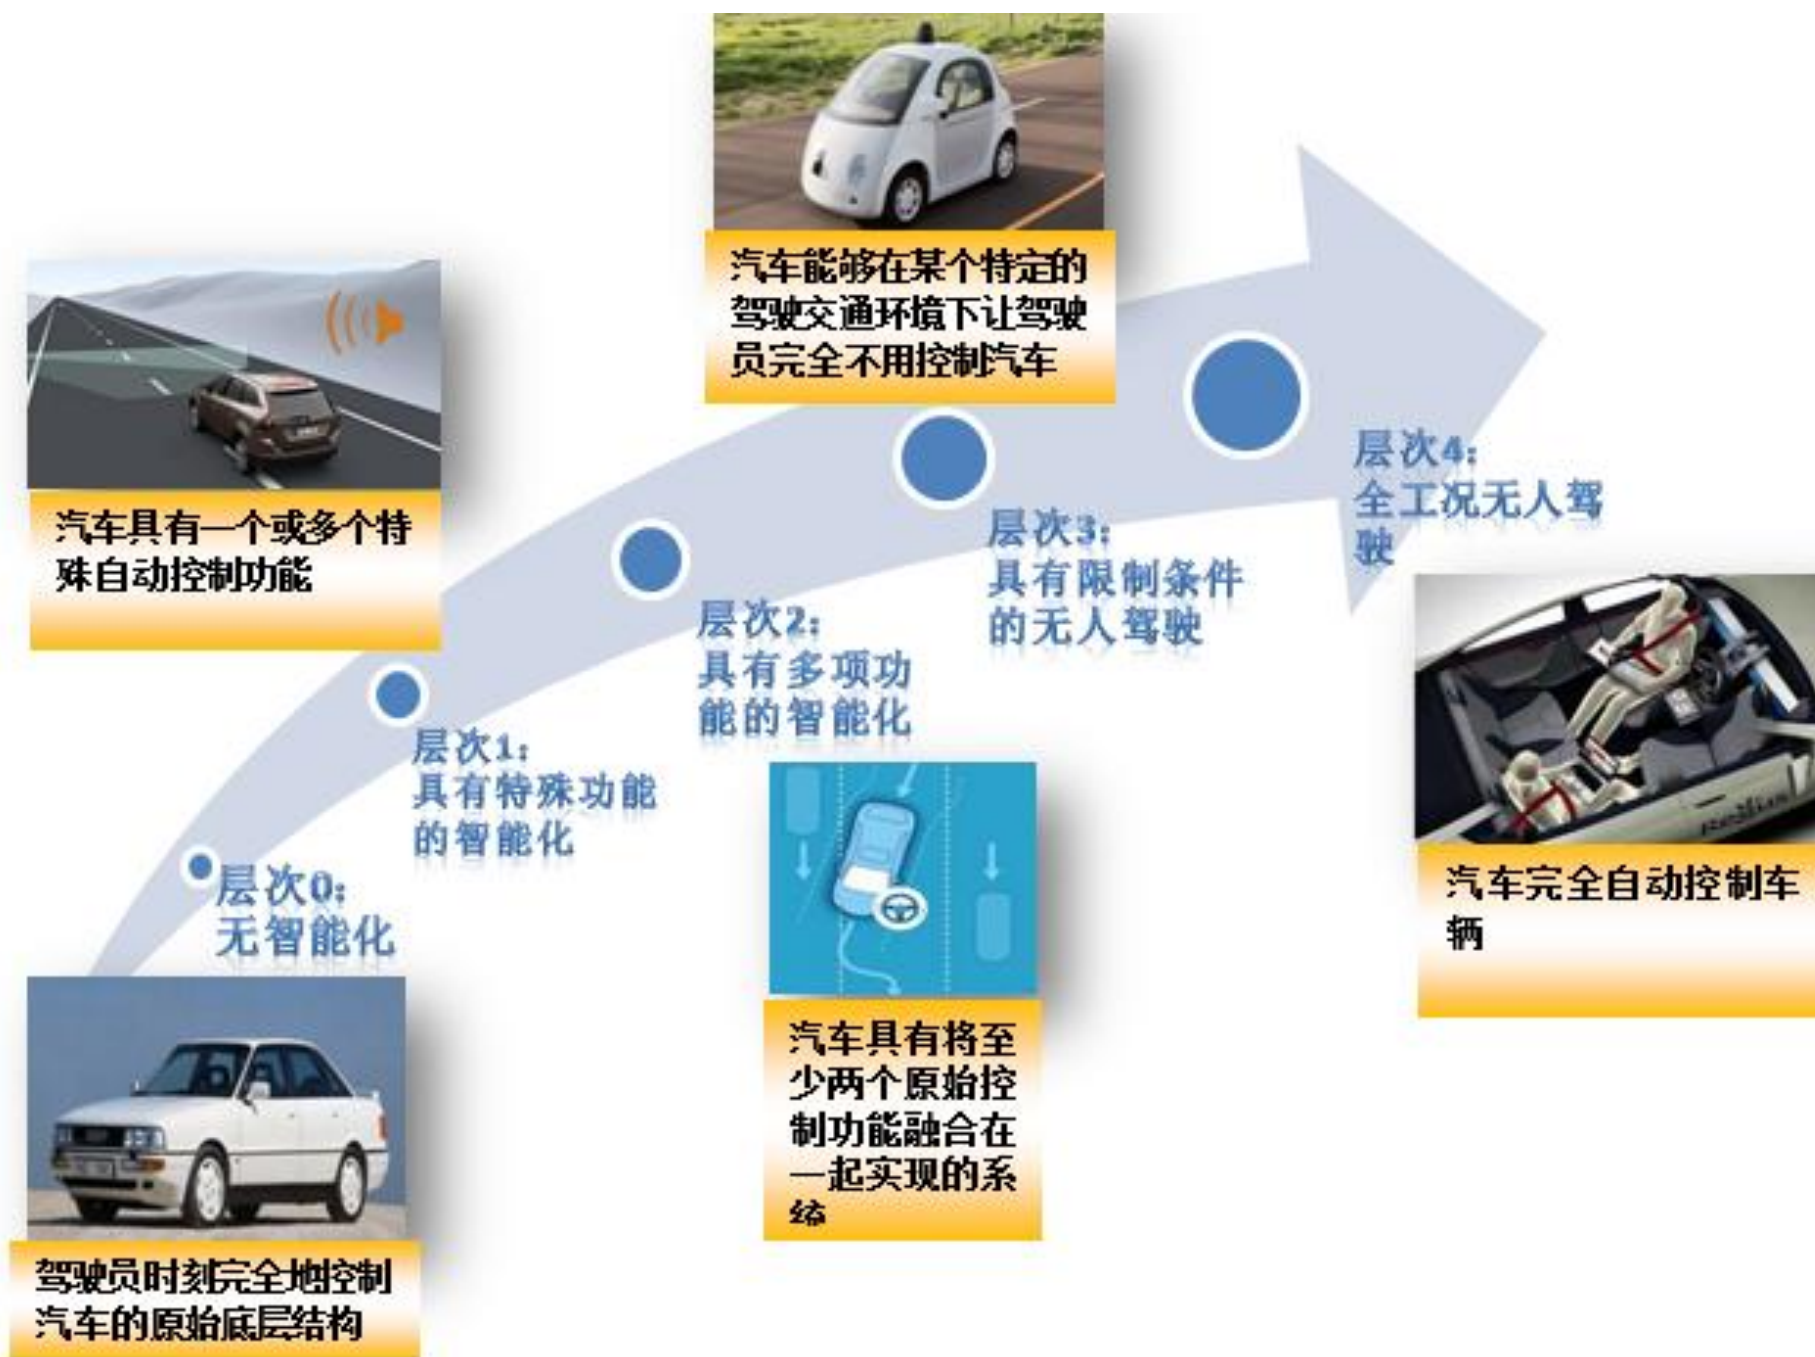 汽车能够在某个特定的
驾驶交通环境下让驾驶
员完全不用控制汽车
汽车具有一个或多个特
殊自动控制功能
层次4:
全工况无人驾
驶
层次3:
具有限制条件
的无人驾驶
层次2:
具有多项功
能的智能化
层次1:
具有特殊功能
的智能化
层次0:
无智能化
汽车完全自动控制车
辆
汽车具有将至
少两个原始控
制功能融合在
一起实现的系
统
驾驶员时刻完全地控制
汽车的原始底层结构